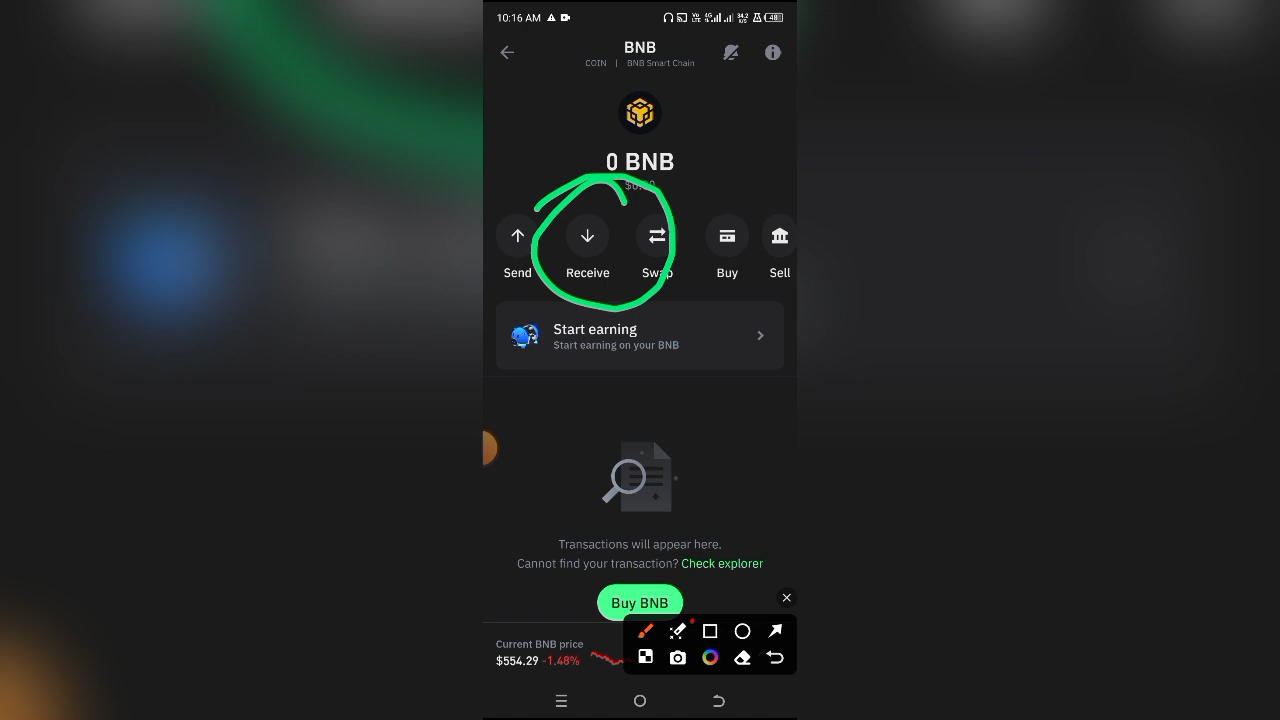 10:16 AM
BNB
COIN | BNB Smart Chain
0 BNB
Send Receive Swap Buy Sell
Start earning
Start earning on your BNB
Transactions will appear here.
Cannot find your transaction? Check explorer
Buy BNB
Current BNB price
$554.29 -1.48%